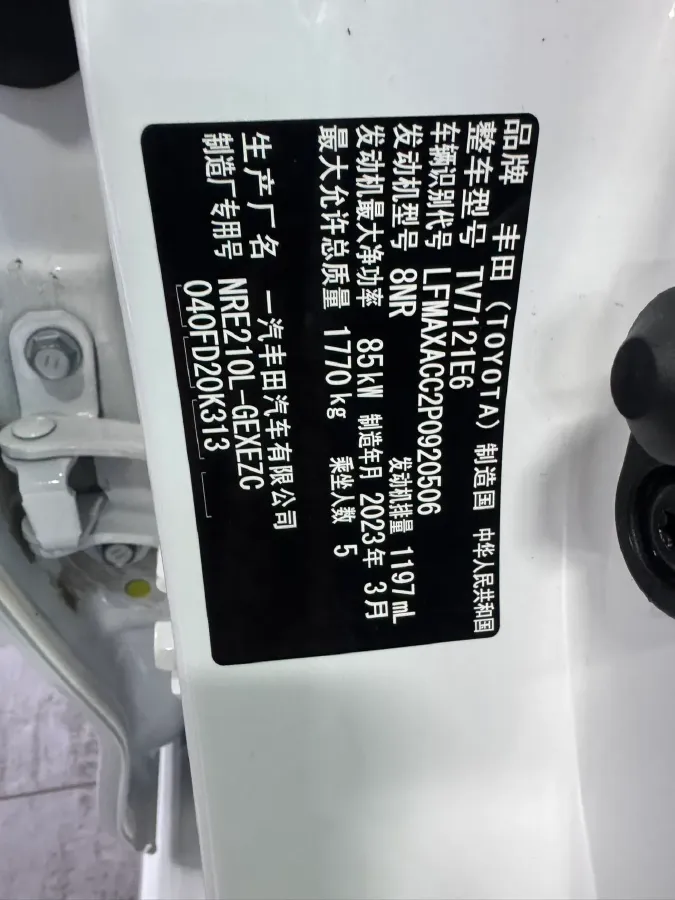 品牌 丰田(TOYOTA) 制造国 中华人民共和国
整车型号 TV7121E6
车辆识别代号 LFMAXACC2P0920506
发动机型号 8NR 发动机排量 1197 mL
发动机最大净功率 85kW 制造年月 2023年 3月
最大允许总质量 1770kg 乘坐人数 5
生产厂名 一汽丰田汽车有限公司
制造厂专用号 NRE210L-GEXEZC
040FD20K313